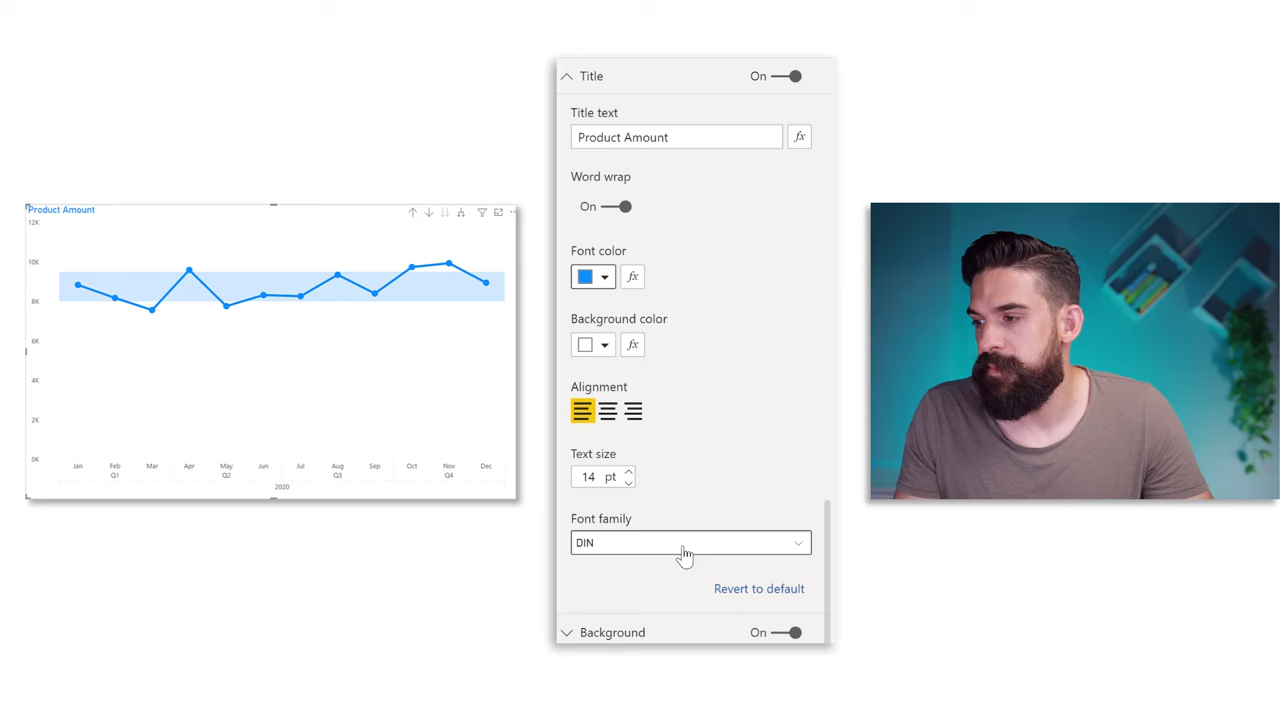 Product Amount
12K
10K
8K
6K
4K
2K
0K
Jan Feb Mar Apr May Jun Jul Aug Sep Oct Nov Dec
Q1 Q2 Q3 Q4
2020
Title On
Title text
Product Amount fx
Word wrap
On
Font color
fx
Background color
fx
Alignment
Text size
14 pt
Font family
DIN
Revert to default
Background On